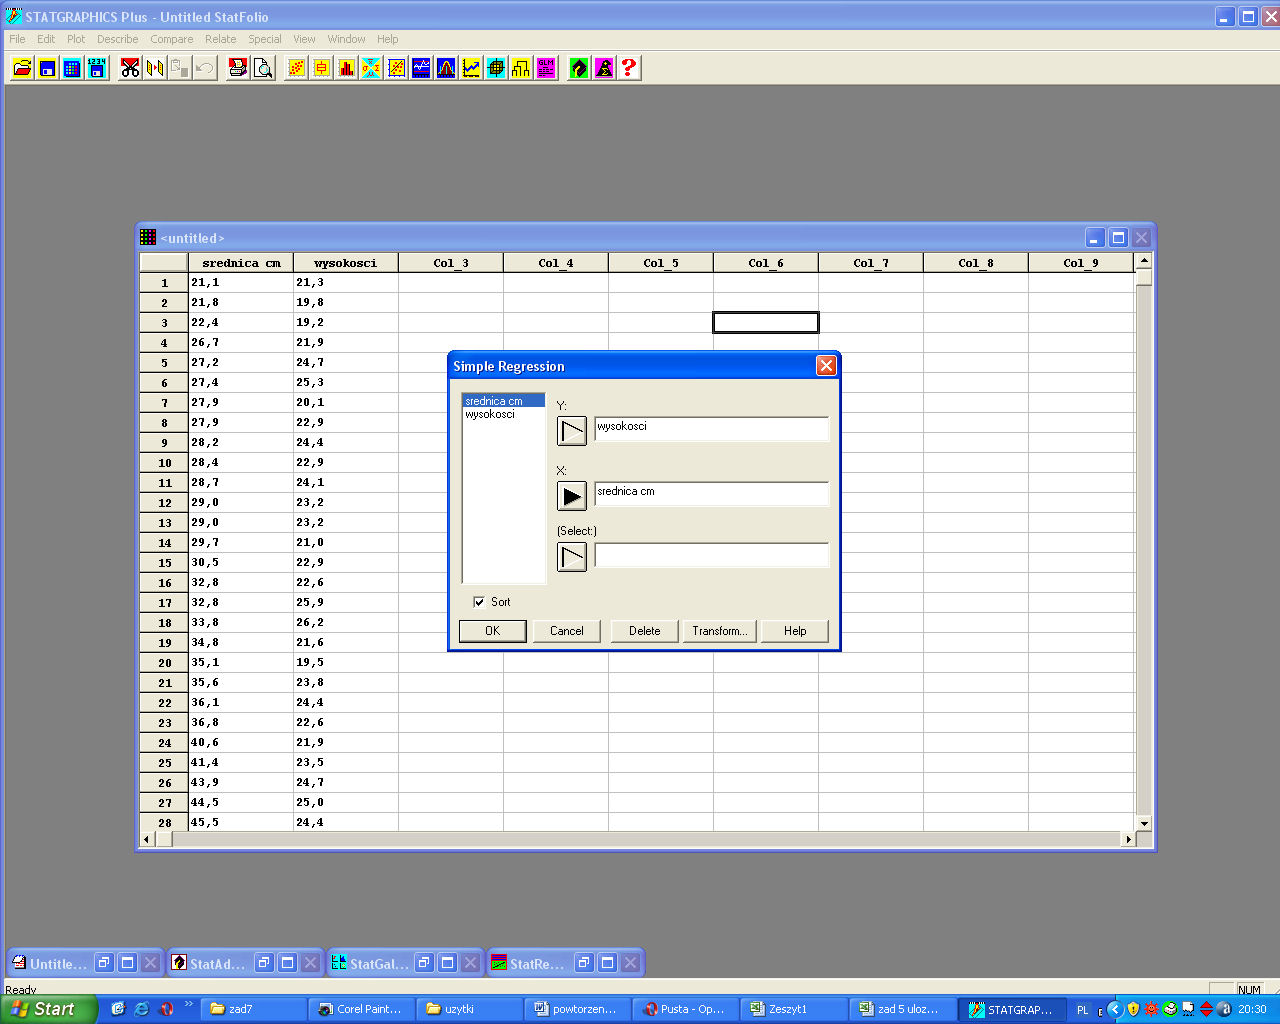 STATGRAPHICS Plus - Untitled StatFolio
File Edit Plot Describe Compare Relate Special View Window Help
1234
GLM
<untitled>
srednica cm wysokosci Col_3 Col_4 Col_5 Col_6 Col_7 Col_8 Col_9
1 21,1 21,3
2 21,8 19,8
3 22,4 19,2
4 26,7 21,9
5 27,2 24,7
6 27,4 25,3
7 27,9 20,1
8 27,9 22,9
9 28,2 24,4
10 28,4 22,9
11 28,7 24,1
12 29,0 23,2
13 29,0 23,2
14 29,7 21,0
15 30,5 22,9
16 32,8 22,6
17 32,8 25,9
18 33,8 26,2
19 34,8 21,6
20 35,1 19,5
21 35,6 23,8
22 36,1 24,4
23 36,8 22,6
24 40,6 21,9
25 41,4 23,5
26 43,9 24,7
27 44,5 25,0
28 45,5 24,4
Simple Regression
srednica cm
wysokosci
Y:
wysokosci
X:
srednica cm
(Select:)
Sort
OK Cancel Delete Transform... Help
Untitle... StatAd... StatGal... StatRe...
Ready
NUM
Start zad7 Corel Paint... uzytki powtorzen... Pusta - Op... Zeszyt1 zad 5 uloz... STATGRAP... PL 20:30